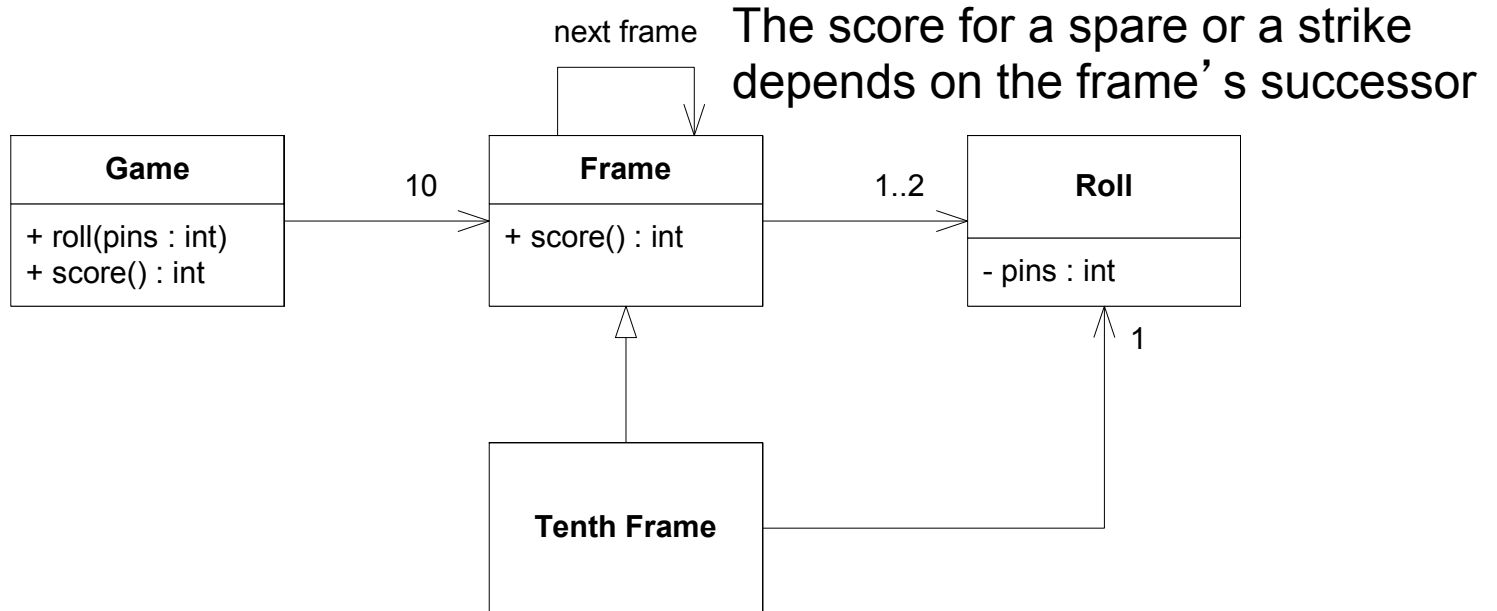 next frame
The score for a spare or a strike
depends on the frame’s successor
Game
+ roll(pins : int)
+ score() : int
10
Frame
+ score() : int
1..2
Roll
- pins : int
1
Tenth Frame